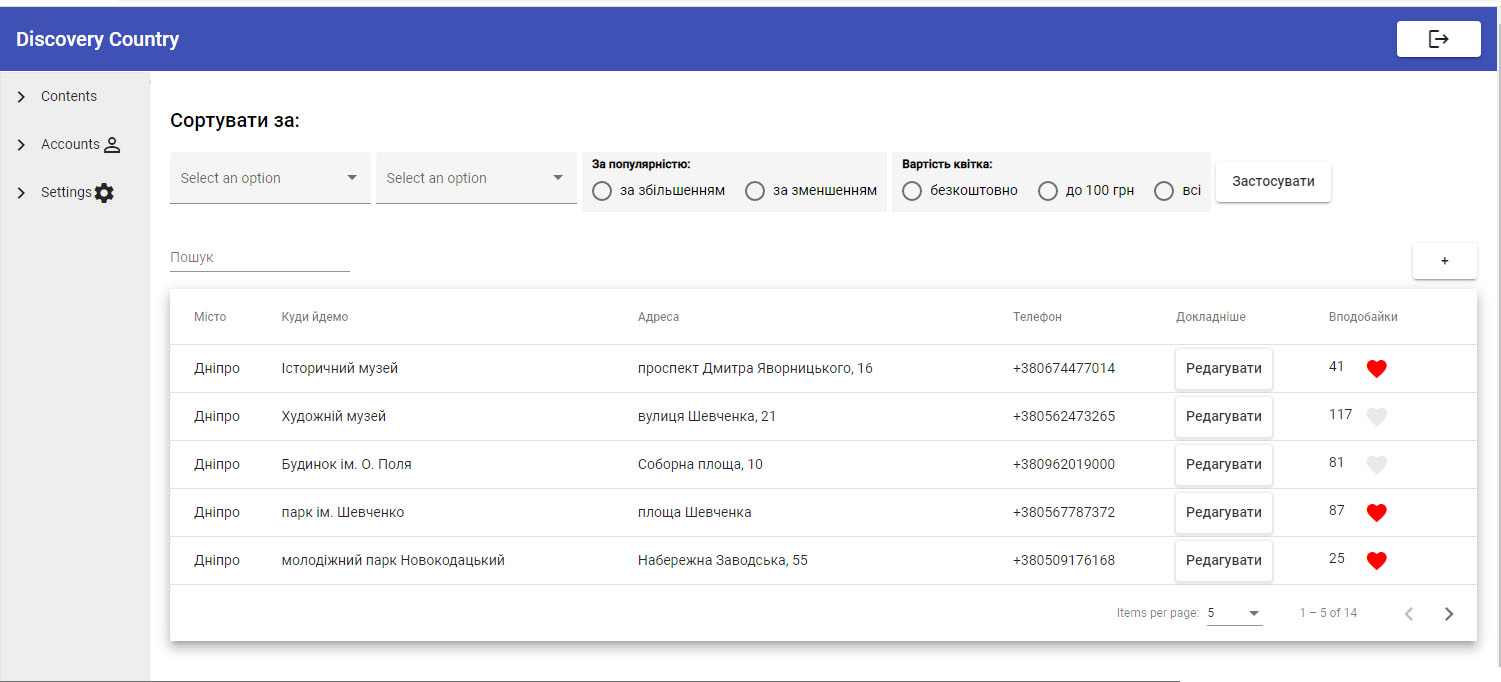 Discovery Country
Contents
Accounts
Settings
Сортувати за:
Select an option
Select an option
За популярністю:
за збільшенням за зменшенням
Вартість квітка:
безкоштовно до 100 грн всі
Застосувати
Пошук
+
Місто Куди йдемо Адреса Телефон Докладніше Вподобайки
Дніпро Історичний музей проспект Дмитра Яворницького, 16 +380674477014 Редагувати 41
Дніпро Художній музей вулиця Шевченка, 21 +380562473265 Редагувати 117
Дніпро Будинок ім. О. Поля Соборна площа, 10 +380962019000 Редагувати 81
Дніпро парк ім. Шевченко площа Шевченка +380567787372 Редагувати 87
Дніпро молодіжний парк Новокодацький Набережна Заводська, 55 +380509176168 Редагувати 25
Items per page: 5 1 – 5 of 14